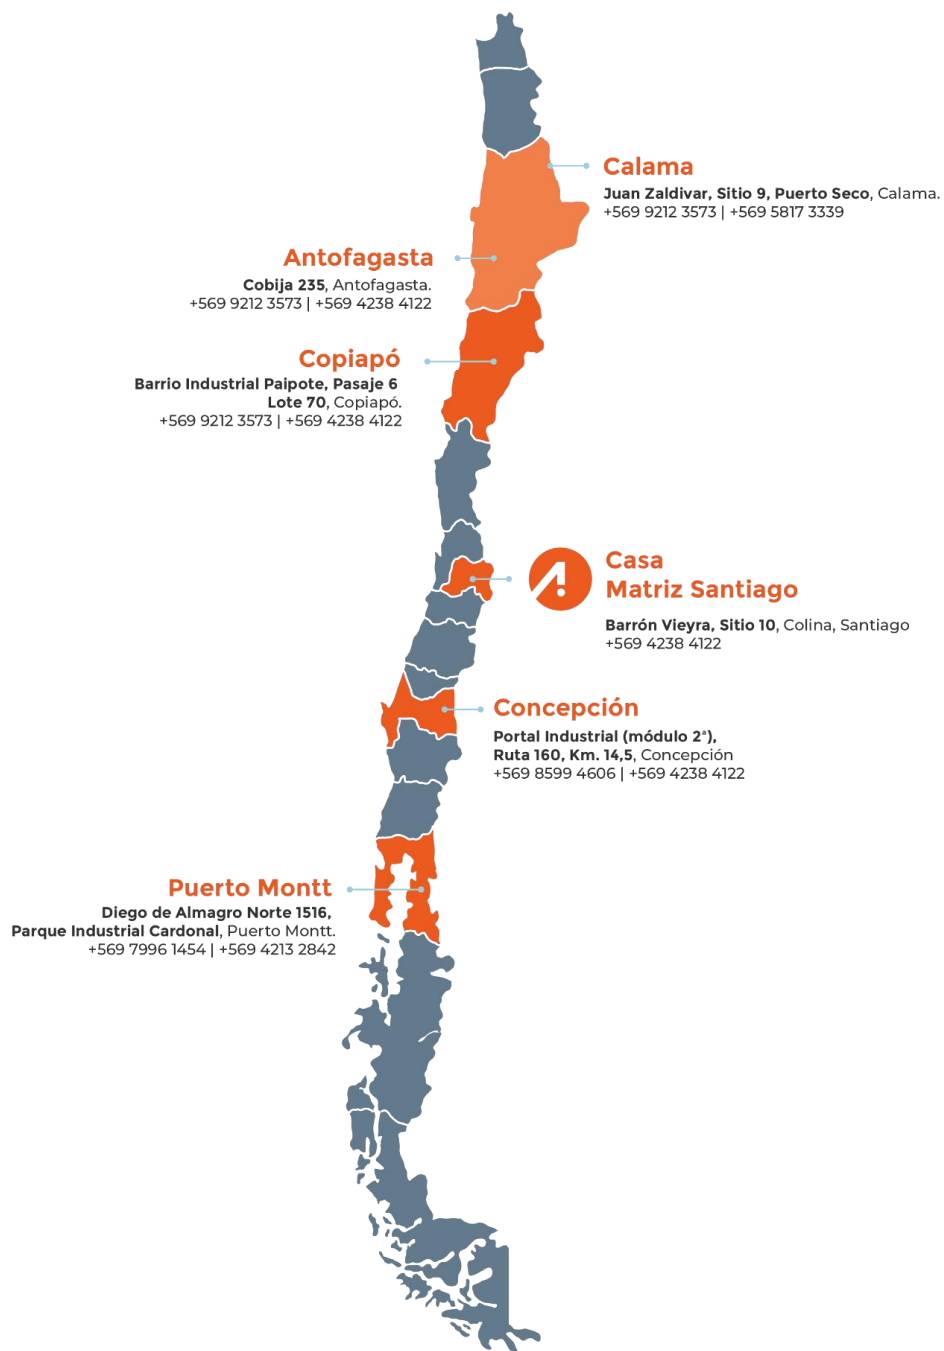 Calama
Juan Zaldivar, Sitio 9, Puerto Seco, Calama.
+569 9212 3573 | +569 5817 3339
Antofagasta
Cobija 235, Antofagasta.
+569 9212 3573 | +569 4238 4122
Copiapó
Barrio Industrial Paipote, Pasaje 6
Lote 70, Copiapó.
+569 9212 3573 | +569 4238 4122
Casa
Matriz Santiago
Barrón Vieyra, Sitio 10, Colina, Santiago
+569 4238 4122
Concepción
Portal Industrial (módulo 2ª),
Ruta 160, Km. 14,5, Concepción
+569 8599 4606 | +569 4238 4122
Puerto Montt
Diego de Almagro Norte 1516,
Parque Industrial Cardonal, Puerto Montt.
+569 7996 1454 | +569 4213 2842